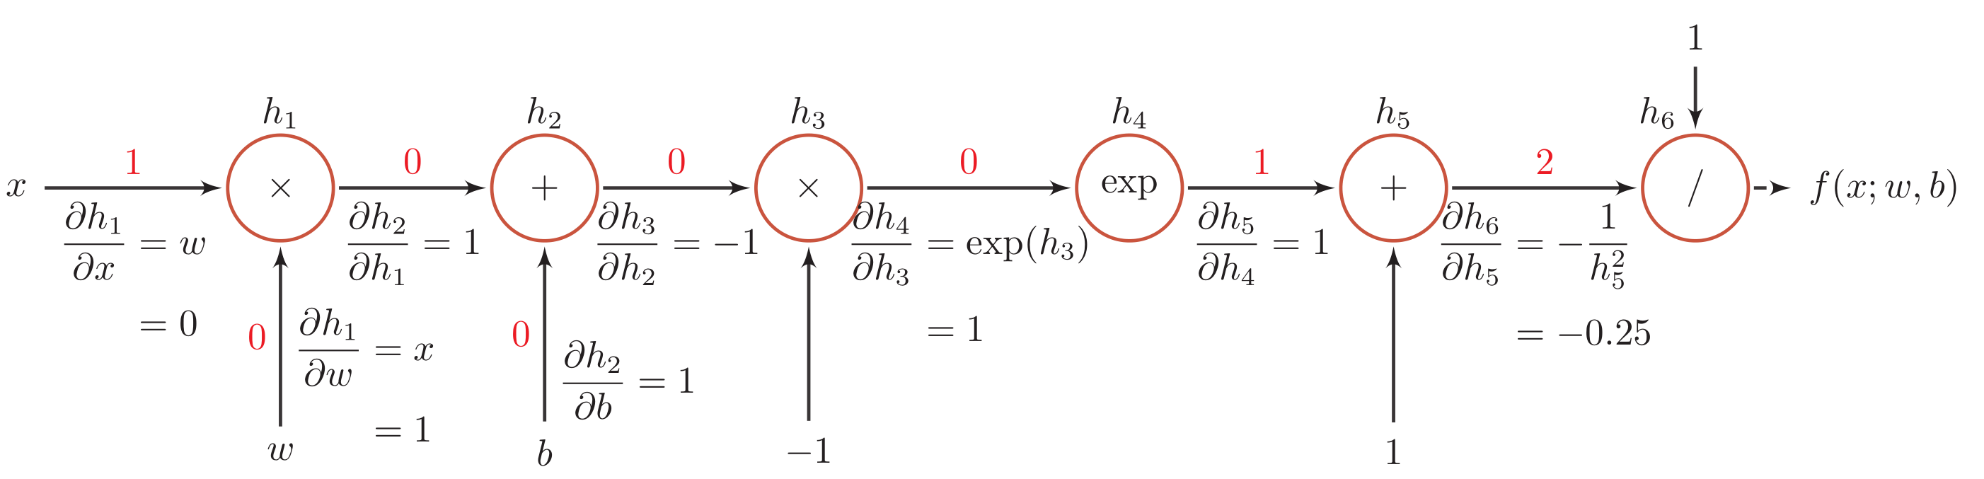 1
h₁ h₂ h₃ h₄ h₅ h₆
1 0 0 0 1 2
x × + × exp + / f(x; w, b)
∂h₁/∂x = w ∂h₂/∂h₁ = 1 ∂h₃/∂h₂ = −1 ∂h₄/∂h₃ = exp(h₃) ∂h₅/∂h₄ = 1 ∂h₆/∂h₅ = −1/h₅²
= 0 = 1 = −0.25
0 ∂h₁/∂w = x 0 ∂h₂/∂b = 1
= 1
w b −1 1